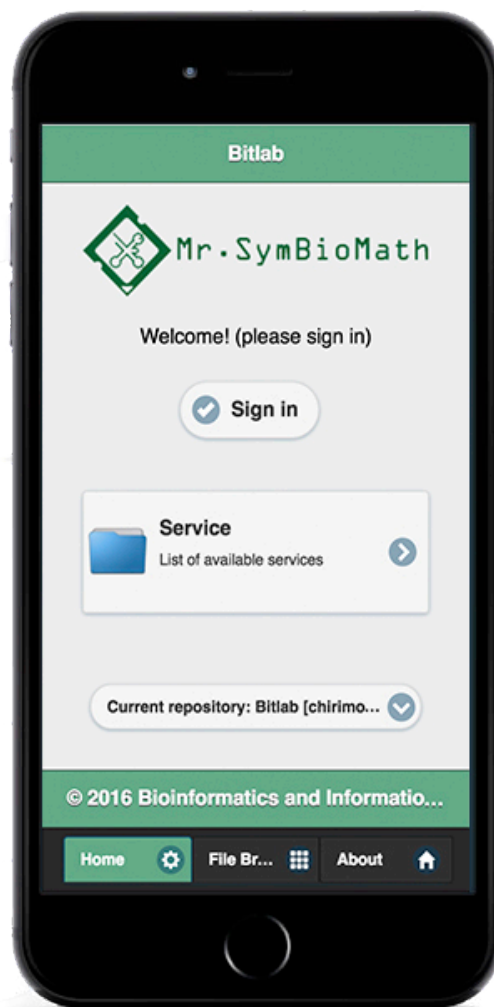 Bitlab
Mr.SymBioMath
Welcome! (please sign in)
Sign in
Service
List of available services
Current repository: Bitlab [chirimo...
© 2016 Bioinformatics and Informatio...
Home File Br... About